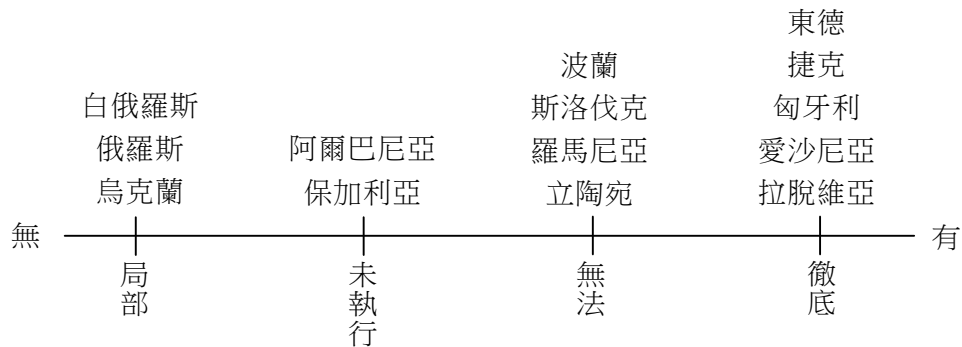 白俄羅斯
俄羅斯
烏克蘭
阿爾巴尼亞
保加利亞
波蘭
斯洛伐克
羅馬尼亞
立陶宛
東德
捷克
匈牙利
愛沙尼亞
拉脫維亞
無
有
局部
未執行
無法
徹底